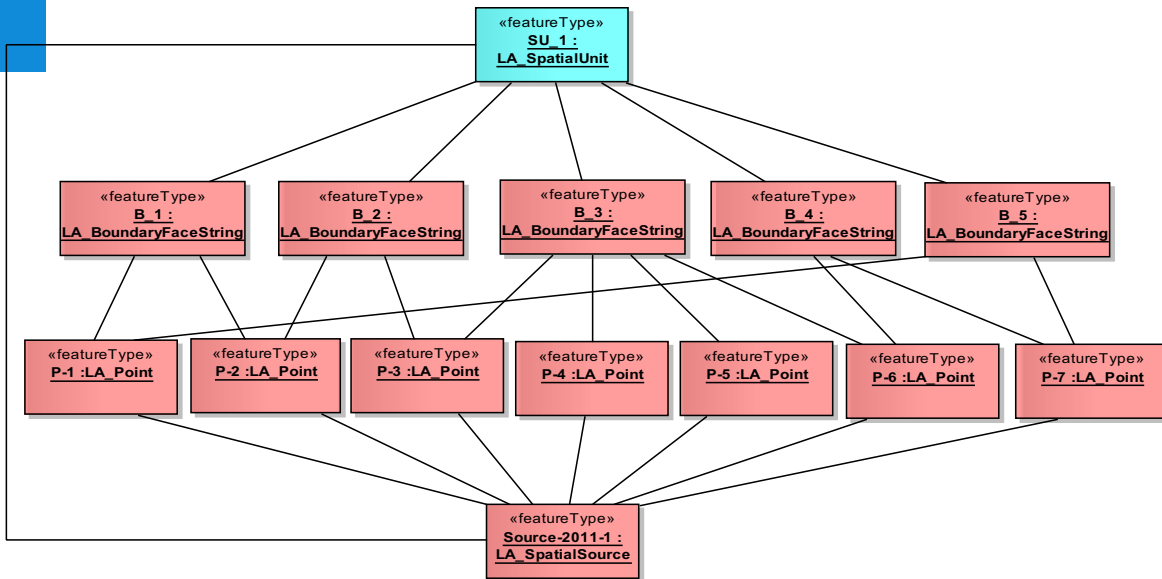 «featureType»
SU_1 :
LA_SpatialUnit
«featureType»
B_1 :
LA_BoundaryFaceString
«featureType»
B_2 :
LA_BoundaryFaceString
«featureType»
B_3 :
LA_BoundaryFaceString
«featureType»
B_4 :
LA_BoundaryFaceString
«featureType»
B_5 :
LA_BoundaryFaceString
«featureType»
P-1 :LA_Point
«featureType»
P-2 :LA_Point
«featureType»
P-3 :LA_Point
«featureType»
P-4 :LA_Point
«featureType»
P-5 :LA_Point
«featureType»
P-6 :LA_Point
«featureType»
P-7 :LA_Point
«featureType»
Source-2011-1 :
LA_SpatialSource